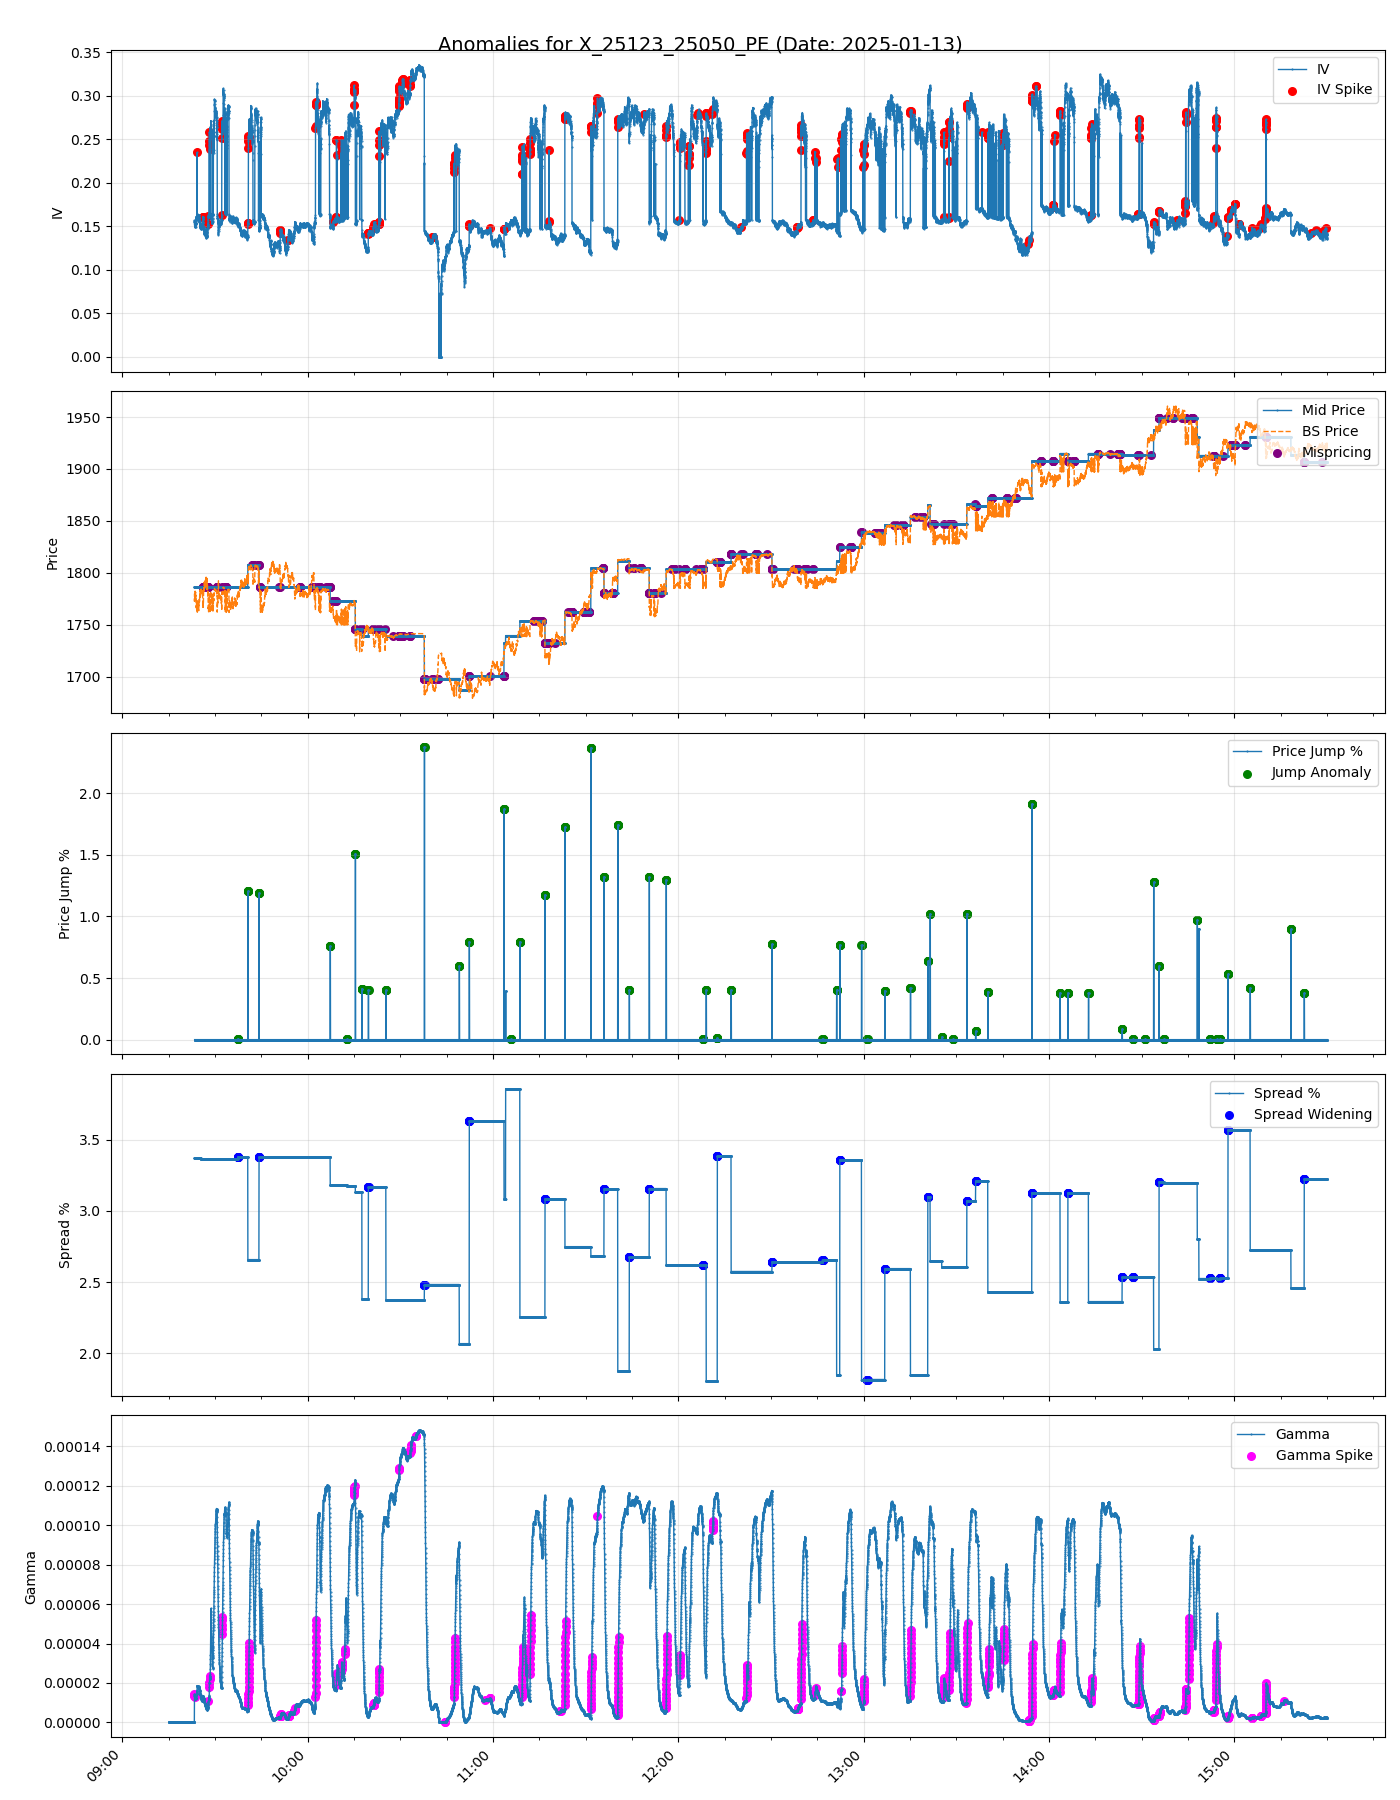 Anomalies for X_25123_25050_PE (Date: 2025-01-13)
0.35
0.30
0.25
0.20
0.15
0.10
0.05
0.00
IV
IV
IV Spike
1950
1900
1850
1800
1750
1700
Price
Mid Price
BS Price
Mispricing
2.0
1.5
1.0
0.5
0.0
Price Jump %
Price Jump %
Jump Anomaly
3.5
3.0
2.5
2.0
Spread %
Spread %
Spread Widening
0.00014
0.00012
0.00010
0.00008
0.00006
0.00004
0.00002
0.00000
Gamma
Gamma
Gamma Spike
09:00
10:00
11:00
12:00
13:00
14:00
15:00